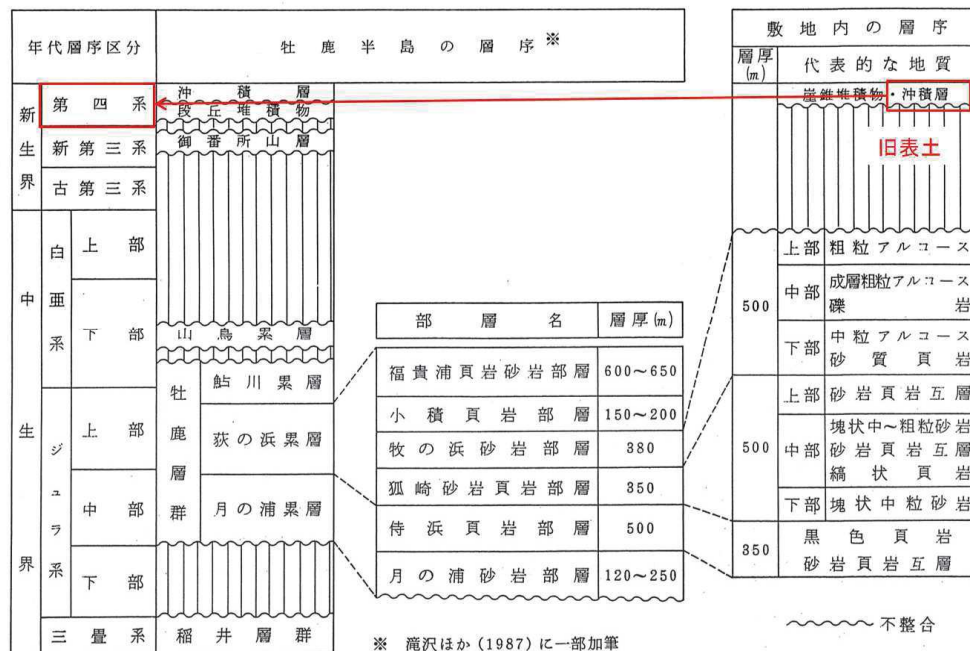 年代層序区分
牡鹿半島の層序※
敷地内の層序
層厚(m)
代表的な地質
新生界
第四系
新第三系
古第三系
沖積層
段丘堆積物
御番所山層
崖錐堆積物・沖積層
旧表土
中生界
白亜系
上部
下部
山鳥累層
ジュラ系
上部
中部
下部
三畳系
牡鹿層群
鮎川累層
荻の浜累層
月の浦累層
稲井層群
部層名
層厚(m)
福貴浦頁岩砂岩部層
600~650
小積頁岩部層
150~200
牧の浜砂岩部層
380
狐崎砂岩頁岩部層
350
侍浜頁岩部層
500
月の浦砂岩部層
120~250
500
上部
粗粒アルコース
中部
成層粗粒アルコース
礫岩
下部
中粒アルコース
砂質頁岩
500
上部
砂岩頁岩互層
中部
塊状中~粗粒砂岩
砂岩頁岩互層
縞状頁岩
下部
塊状中粒砂岩
350
黒色頁岩
砂岩頁岩互層
不整合
※ 滝沢ほか(1987)に一部加筆